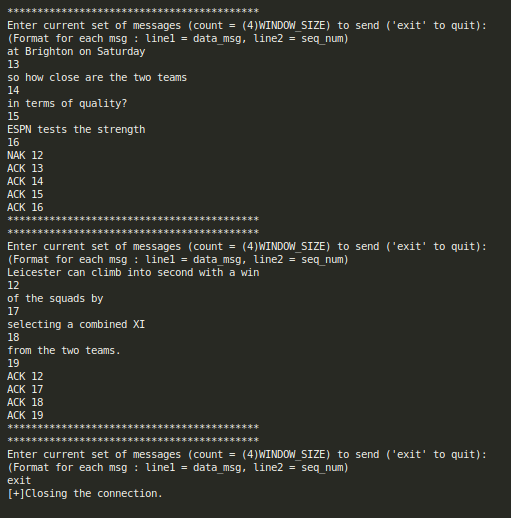 ******************************************
Enter current set of messages (count = (4)WINDOW_SIZE) to send ('exit' to quit):
(Format for each msg : line1 = data_msg, line2 = seq_num)
at Brighton on Saturday
13
so how close are the two teams
14
in terms of quality?
15
ESPN tests the strength
16
NAK 12
ACK 13
ACK 14
ACK 15
ACK 16
******************************************
******************************************
Enter current set of messages (count = (4)WINDOW_SIZE) to send ('exit' to quit):
(Format for each msg : line1 = data_msg, line2 = seq_num)
Leicester can climb into second with a win
12
of the squads by
17
selecting a combined XI
18
from the two teams.
19
ACK 12
ACK 17
ACK 18
ACK 19
******************************************
******************************************
Enter current set of messages (count = (4)WINDOW_SIZE) to send ('exit' to quit):
(Format for each msg : line1 = data_msg, line2 = seq_num)
exit
[+]Closing the connection.